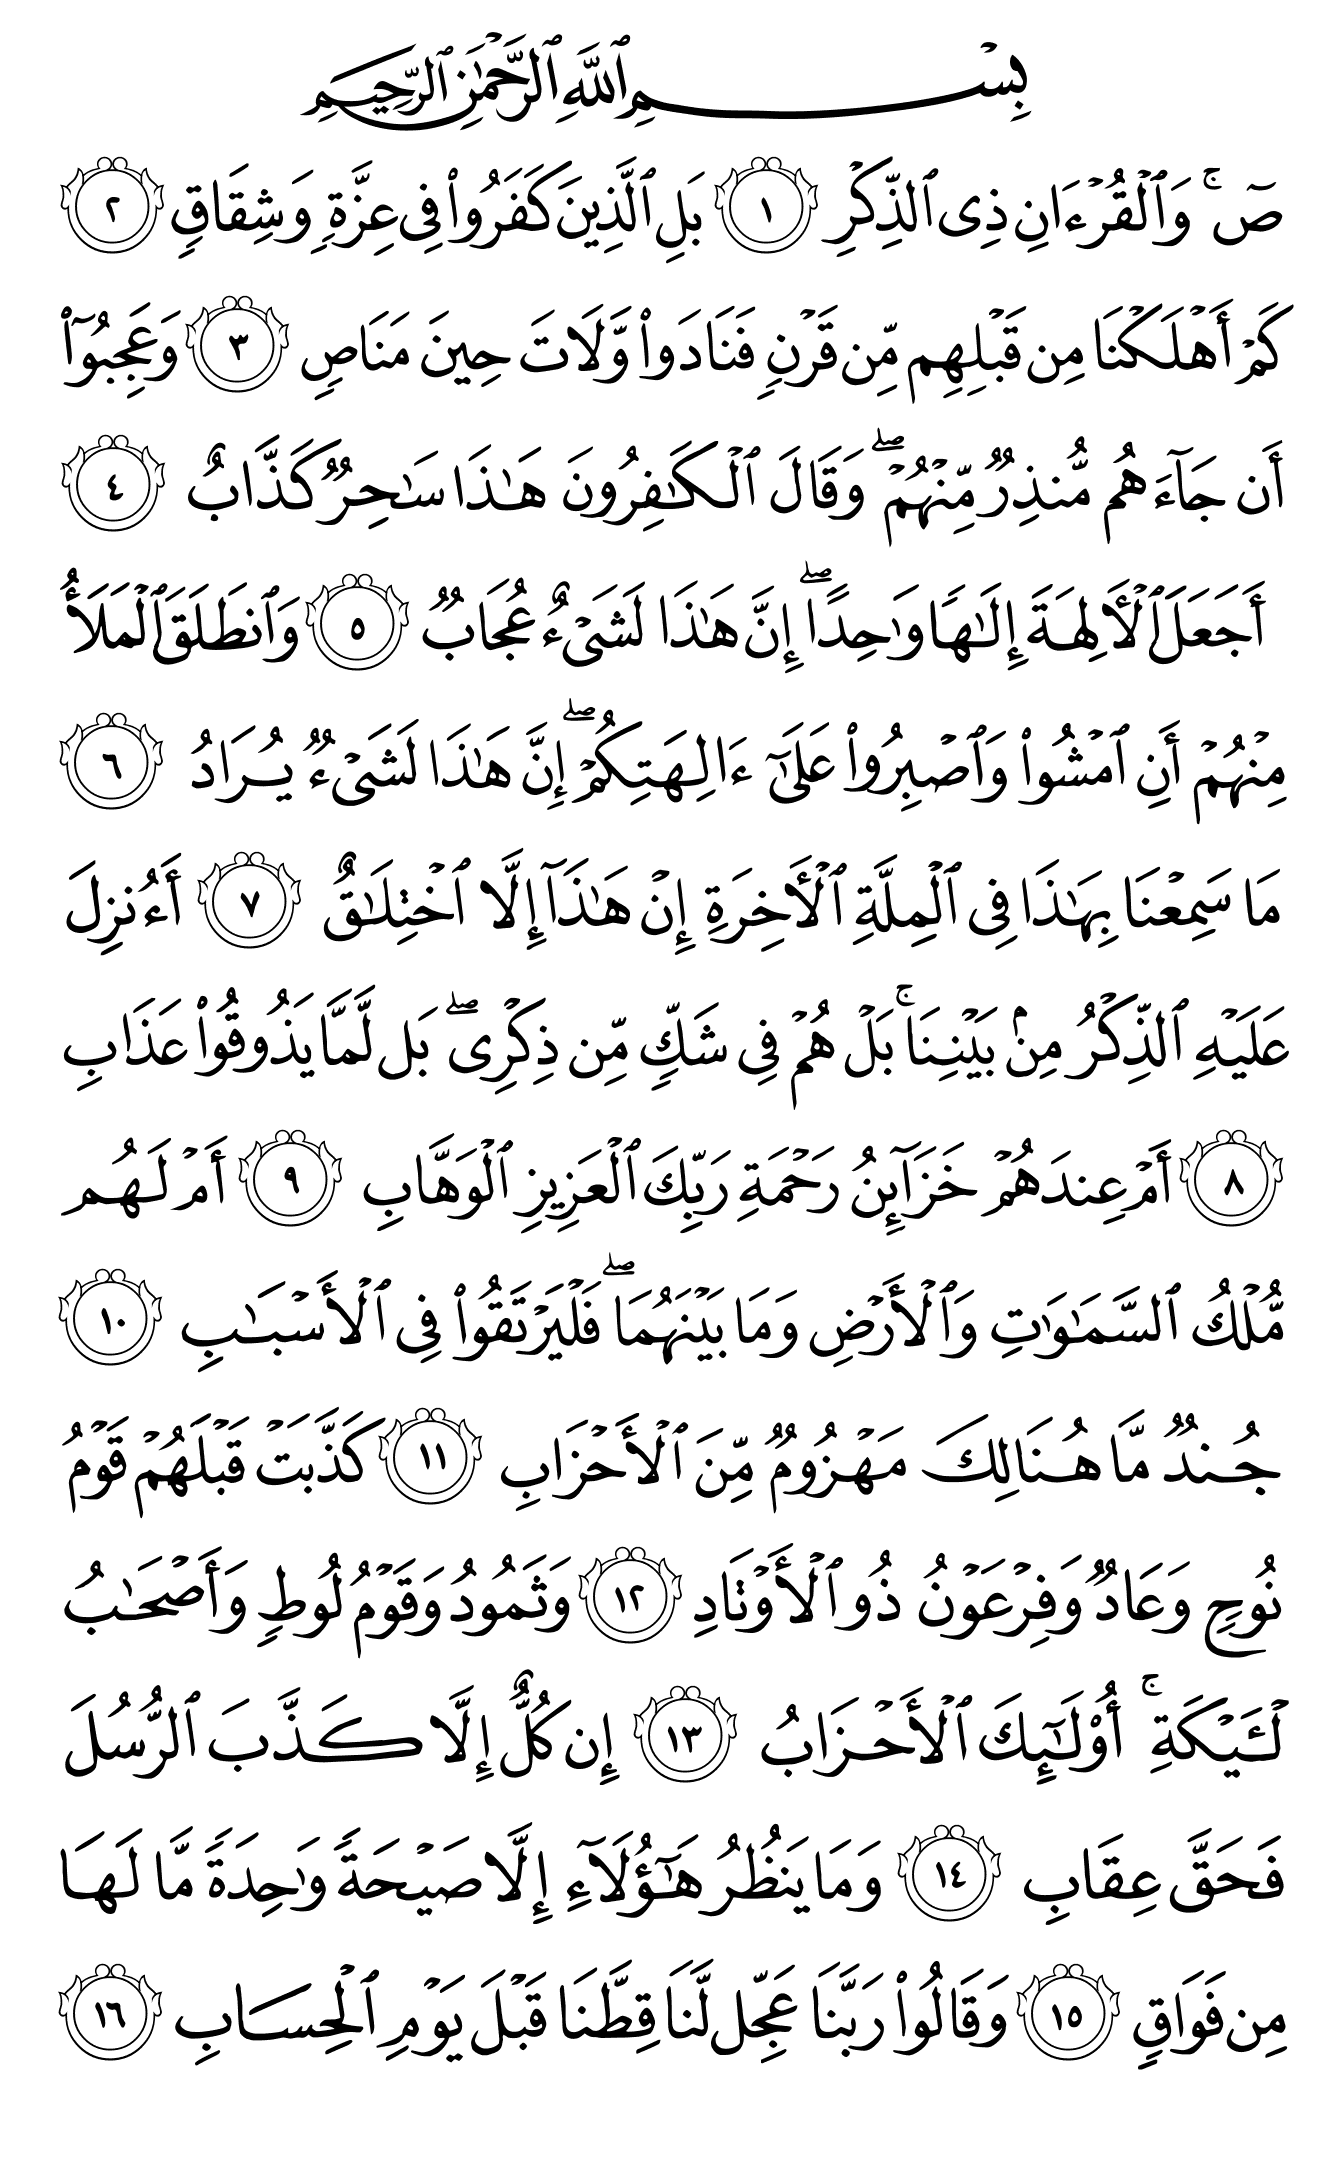 بِسۡمِ ٱللَّهِ ٱلرَّحۡمَٰنِ ٱلرَّحِيمِ
صٓۚ وَٱلۡقُرۡءَانِ ذِى ٱلذِّكۡرِ ١ بَلِ ٱلَّذِينَ كَفَرُواْ فِى عِزَّةٖ وَشِقَاقٖ ٢
كَمۡ أَهۡلَكۡنَا مِن قَبۡلِهِم مِّن قَرۡنٖ فَنَادَواْ وَّلَاتَ حِينَ مَنَاصٖ ٣ وَعَجِبُوٓاْ
أَن جَآءَهُم مُّنذِرٞ مِّنۡهُمۡۖ وَقَالَ ٱلۡكَٰفِرُونَ هَٰذَا سَٰحِرٞ كَذَّابٌ ٤
أَجَعَلَ ٱلۡأٓلِهَةَ إِلَٰهٗا وَٰحِدًاۖ إِنَّ هَٰذَا لَشَىۡءٌ عُجَابٞ ٥ وَٱنطَلَقَ ٱلۡمَلَأُ
مِنۡهُمۡ أَنِ ٱمۡشُواْ وَٱصۡبِرُواْ عَلَىٰٓ ءَالِهَتِكُمۡۖ إِنَّ هَٰذَا لَشَىۡءٞ يُرَادُ ٦
مَا سَمِعۡنَا بِهَٰذَا فِى ٱلۡمِلَّةِ ٱلۡأٓخِرَةِ إِنۡ هَٰذَآ إِلَّا ٱخۡتِلَٰقٌ ٧ أَءُنزِلَ
عَلَيۡهِ ٱلذِّكۡرُ مِنۢ بَيۡنِنَاۚ بَلۡ هُمۡ فِى شَكّٖ مِّن ذِكۡرِىۖ بَل لَّمَّا يَذُوقُواْ عَذَابِ
٨ أَمۡ عِندَهُمۡ خَزَآئِنُ رَحۡمَةِ رَبِّكَ ٱلۡعَزِيزِ ٱلۡوَهَّابِ ٩ أَمۡ لَهُم
مُّلۡكُ ٱلسَّمَٰوَٰتِ وَٱلۡأَرۡضِ وَمَا بَيۡنَهُمَاۖ فَلۡيَرۡتَقُواْ فِى ٱلۡأَسۡبَٰبِ ١٠
جُندٞ مَّا هُنَالِكَ مَهۡزُومٞ مِّنَ ٱلۡأَحۡزَابِ ١١ كَذَّبَتۡ قَبۡلَهُمۡ قَوۡمُ
نُوحٖ وَعَادٞ وَفِرۡعَوۡنُ ذُو ٱلۡأَوۡتَادِ ١٢ وَثَمُودُ وَقَوۡمُ لُوطٖ وَأَصۡحَٰبُ
لۡـَٔيۡكَةِۚ أُوْلَٰٓئِكَ ٱلۡأَحۡزَابُ ١٣ إِن كُلٌّ إِلَّا كَذَّبَ ٱلرُّسُلَ
فَحَقَّ عِقَابِ ١٤ وَمَا يَنظُرُ هَٰٓؤُلَآءِ إِلَّا صَيۡحَةٗ وَٰحِدَةٗ مَّا لَهَا
مِن فَوَاقٖ ١٥ وَقَالُواْ رَبَّنَا عَجِّل لَّنَا قِطَّنَا قَبۡلَ يَوۡمِ ٱلۡحِسَابِ ١٦